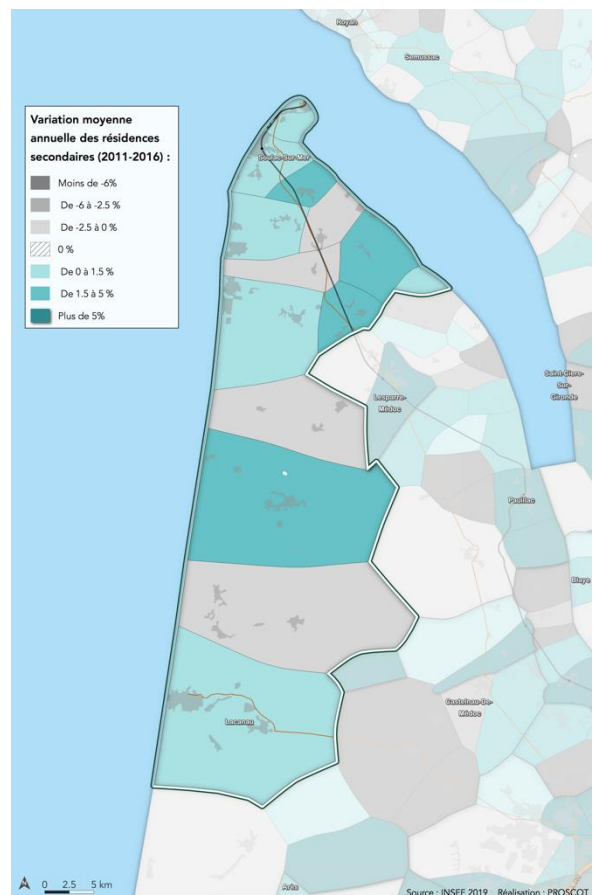 Royan
Semussac
Variation moyenne
annuelle des résidences
secondaires (2011-2016) :
Moins de -6%
De -6 à -2.5 %
De -2.5 à 0 %
0 %
De 0 à 1.5 %
De 1.5 à 5 %
Plus de 5%
Soulac-Sur-Mer
Saint-Ciers-
Sur-
Gironde
Lesparre-
Médoc
Pauillac
Blaye
Castelnau-De-
Médoc
Lacanau
Arès
0 2.5 5 km
Source : INSEE 2019 Réalisation : PROSCOT